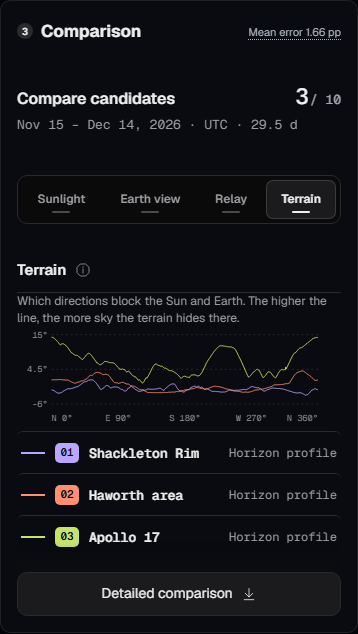 3 Comparison
Mean error 1.66 pp
Compare candidates
3 / 10
Nov 15 – Dec 14, 2026 · UTC · 29.5 d
Sunlight
Earth view
Relay
Terrain
Terrain
Which directions block the Sun and Earth. The higher the
line, the more sky the terrain hides there.
15°
4.5°
−6°
N 0° E 90° S 180° W 270° N 360°
01 Shackleton Rim Horizon profile
02 Haworth area Horizon profile
03 Apollo 17 Horizon profile
Detailed comparison